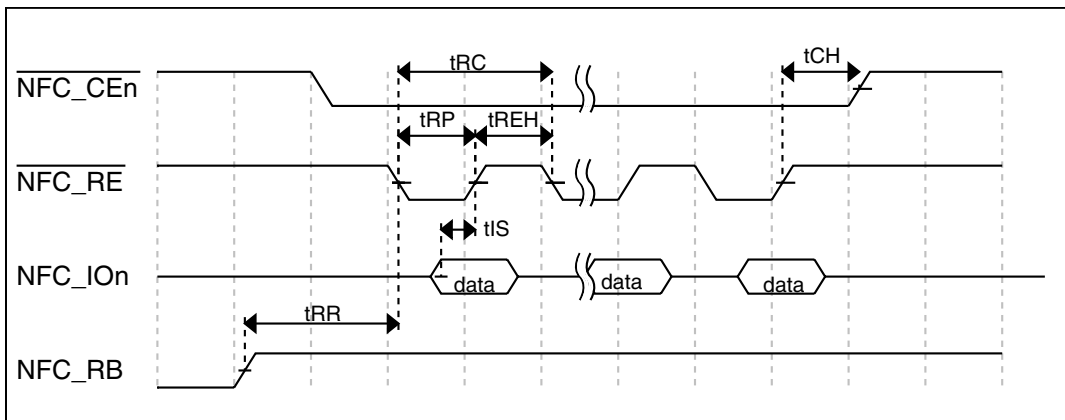 tRC
tCH
NFC_CEn
tRP
tREH
NFC_RE
tIS
NFC_IOn
data
data
data
tRR
NFC_RB